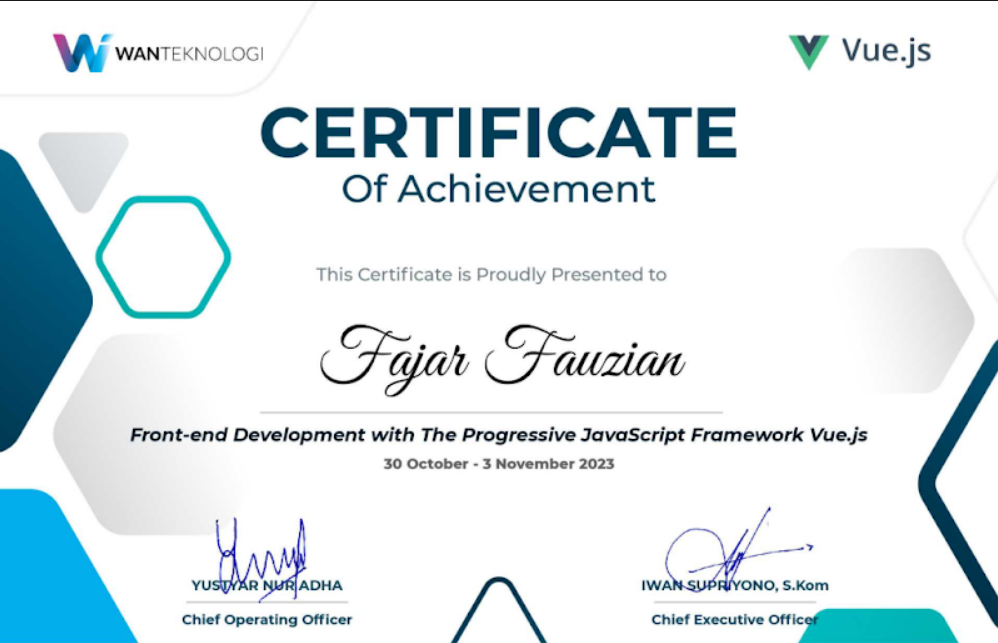 WANTEKNOLOGI
Vue.js
CERTIFICATE
Of Achievement
This Certificate is Proudly Presented to
Fajar Fauzian
Front-end Development with The Progressive JavaScript Framework Vue.js
30 October - 3 November 2023
YUSTYAR NUR ADHA
IWAN SUPRIYONO, S.Kom
Chief Operating Officer
Chief Executive Officer